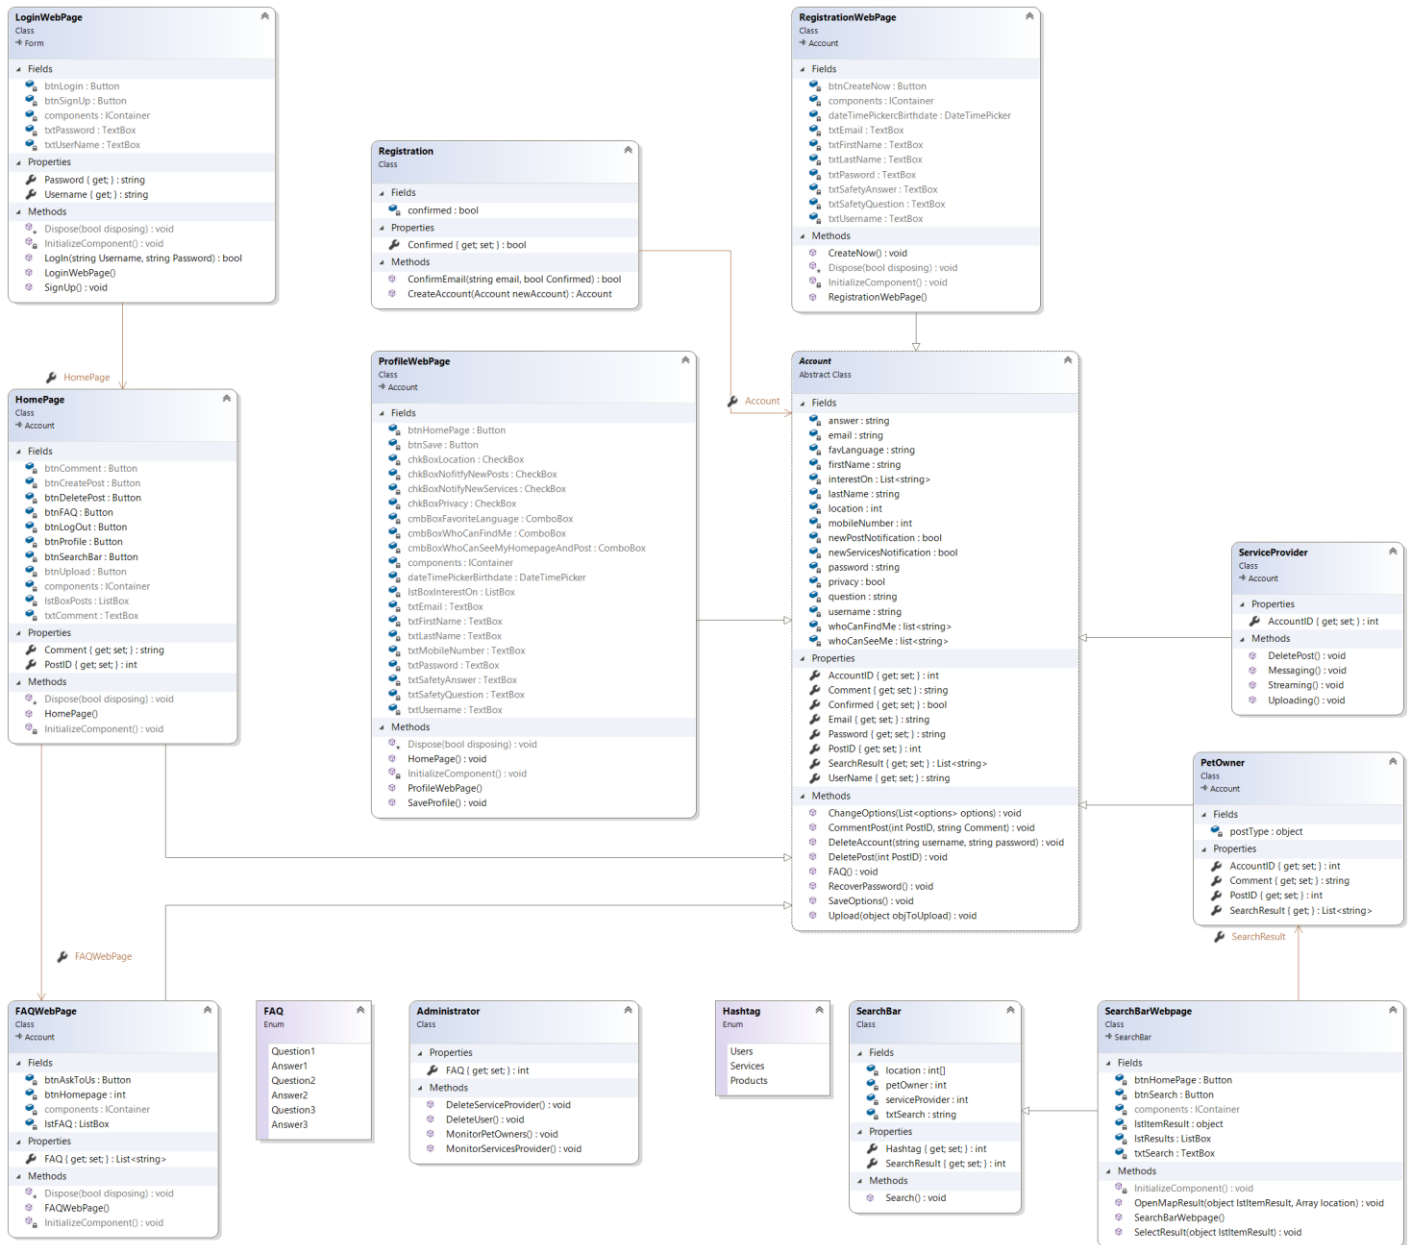 LoginWebPage
Class
Form
Fields
btnLogin : Button
btnSignUp : Button
components : IContainer
txtPassword : TextBox
txtUserName : TextBox
Properties
Password { get; } : string
Username { get; } : string
Methods
Dispose(bool disposing) : void
InitializeComponent() : void
LogIn(string Username, string Password) : bool
LoginWebPage()
SignUp() : void
Registration
Class
Fields
confirmed : bool
Properties
Confirmed { get; set; } : bool
Methods
ConfirmEmail(string email, bool Confirmed) : bool
CreateAccount(Account newAccount) : Account
RegistrationWebPage
Class
Account
Fields
btnCreateNow : Button
components : IContainer
dateTimePickercBirthdate : DateTimePicker
txtEmail : TextBox
txtFirstName : TextBox
txtLastName : TextBox
txtPasword : TextBox
txtSafetyAnswer : TextBox
txtSafetyQuestion : TextBox
txtUsername : TextBox
Methods
CreateNow() : void
Dispose(bool disposing) : void
InitializeComponent() : void
RegistrationWebPage()
HomePage
HomePage
Class
Account
Fields
btnComment : Button
btnCreatePost : Button
btnDeletePost : Button
btnFAQ : Button
btnLogOut : Button
btnProfile : Button
btnSearchBar : Button
btnUpload : Button
components : IContainer
lstBoxPosts : ListBox
txtComment : TextBox
Properties
Comment { get; set; } : string
PostID { get; set; } : int
Methods
Dispose(bool disposing) : void
HomePage()
InitializeComponent() : void
ProfileWebPage
Class
Account
Fields
btnHomePage : Button
btnSave : Button
chkBoxLocation : CheckBox
chkBoxNofitfyNewPosts : CheckBox
chkBoxNotifyNewServices : CheckBox
chkBoxPrivacy : CheckBox
cmbBoxFavoriteLanguage : ComboBox
cmbBoxWhoCanFindMe : ComboBox
cmbBoxWhoCanSeeMyHomepageAndPost : ComboBox
components : IContainer
dateTimePickerBirthdate : DateTimePicker
lstBoxInterestOn : ListBox
txtEmail : TextBox
txtFirstName : TextBox
txtLastName : TextBox
txtMobileNumber : TextBox
txtPassword : TextBox
txtSafetyAnswer : TextBox
txtSafetyQuestion : TextBox
txtUsername : TextBox
Methods
Dispose(bool disposing) : void
HomePage() : void
InitializeComponent() : void
ProfileWebPage()
SaveProfile() : void
Account
Account
Abstract Class
Fields
answer : string
email : string
favLanguage : string
firstName : string
interestOn : List<string>
lastName : string
location : int
mobileNumber : int
newPostNotification : bool
newServicesNotification : bool
password : string
privacy : bool
question : string
username : string
whoCanFindMe : list<string>
whoCanSeeMe : list<string>
Properties
AccountID { get; set; } : int
Comment { get; set; } : string
Confirmed { get; set; } : bool
Email { get; set; } : string
Password { get; set; } : string
PostID { get; set; } : int
SearchResult { get; set; } : List<string>
UserName { get; set; } : string
Methods
ChangeOptions(List<options> options) : void
CommentPost(int PostID, string Comment) : void
DeleteAccount(string username, string password) : void
DeletePost(int PostID) : void
FAQ() : void
RecoverPassword() : void
SaveOptions() : void
Upload(object objToUpload) : void
ServiceProvider
Class
Account
Properties
AccountID { get; set; } : int
Methods
DeletePost() : void
Messaging() : void
Streaming() : void
Uploading() : void
PetOwner
Class
Account
Fields
postType : object
Properties
AccountID { get; set; } : int
Comment { get; set; } : string
PostID { get; set; } : int
SearchResult { get; } : List<string>
SearchResult
FAQWebPage
FAQWebPage
Class
Account
Fields
btnAskToUs : Button
btnHomepage : int
components : IContainer
lstFAQ : ListBox
Properties
FAQ { get; set; } : List<string>
Methods
Dispose(bool disposing) : void
FAQWebPage()
InitializeComponent() : void
FAQ
Enum
Question1
Answer1
Question2
Answer2
Question3
Answer3
Administrator
Class
Properties
FAQ { get; set; } : int
Methods
DeleteServiceProvider() : void
DeleteUser() : void
MonitorPetOwners() : void
MonitorServicesProvider() : void
Hashtag
Enum
Users
Services
Products
SearchBar
Class
Fields
location : int[]
petOwner : int
serviceProvider : int
txtSearch : string
Properties
Hashtag { get; set; } : int
SearchResult { get; set; } : int
Methods
Search() : void
SearchBarWebpage
Class
SearchBar
Fields
btnHomePage : Button
btnSearch : Button
components : IContainer
lstItemResult : object
lstResults : ListBox
txtSearch : TextBox
Methods
InitializeComponent() : void
OpenMapResult(object lstItemResult, Array location) : void
SearchBarWebpage()
SelectResult(object lstItemResult) : void